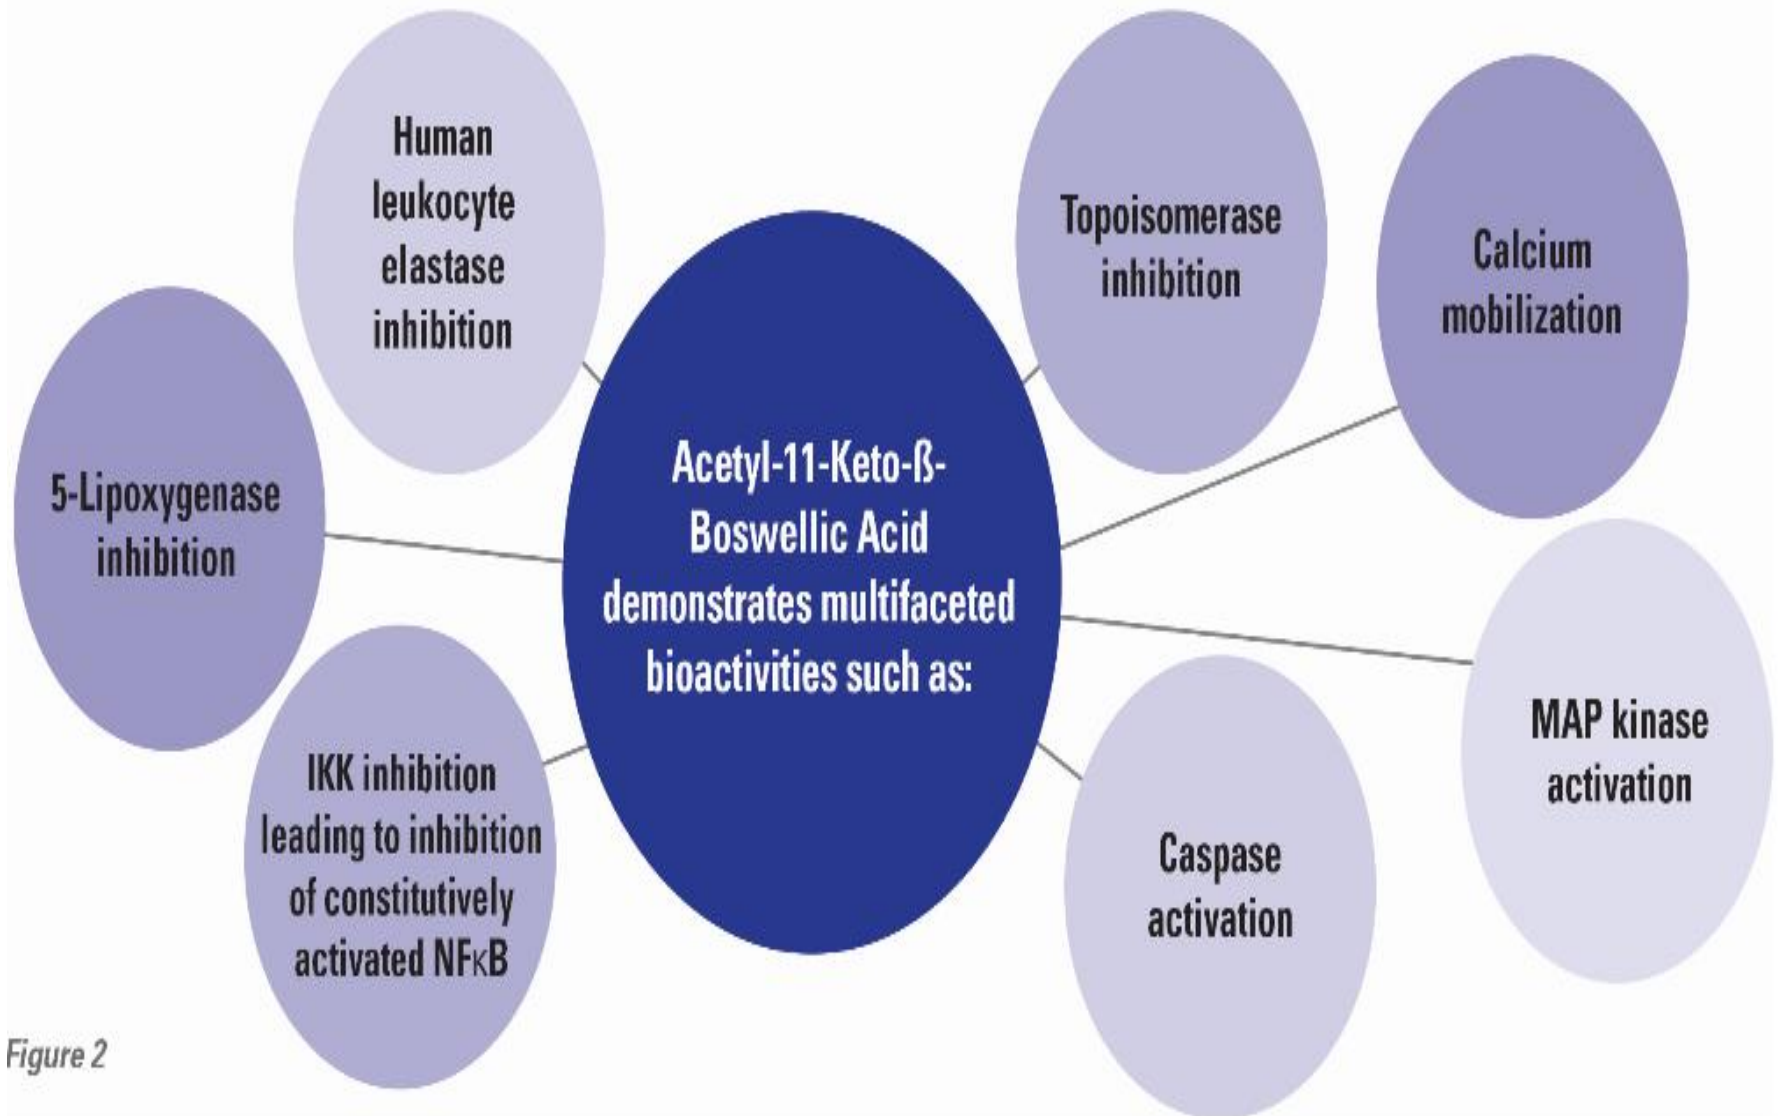 Human
leukocyte
elastase
inhibition
Topoisomerase
inhibition
Calcium
mobilization
5-Lipoxygenase
inhibition
Acetyl-11-Keto-ß-
Boswellic Acid
demonstrates multifaceted
bioactivities such as:
IKK inhibition
leading to inhibition
of constitutively
activated NFκB
Caspase
activation
MAP kinase
activation
Figure 2